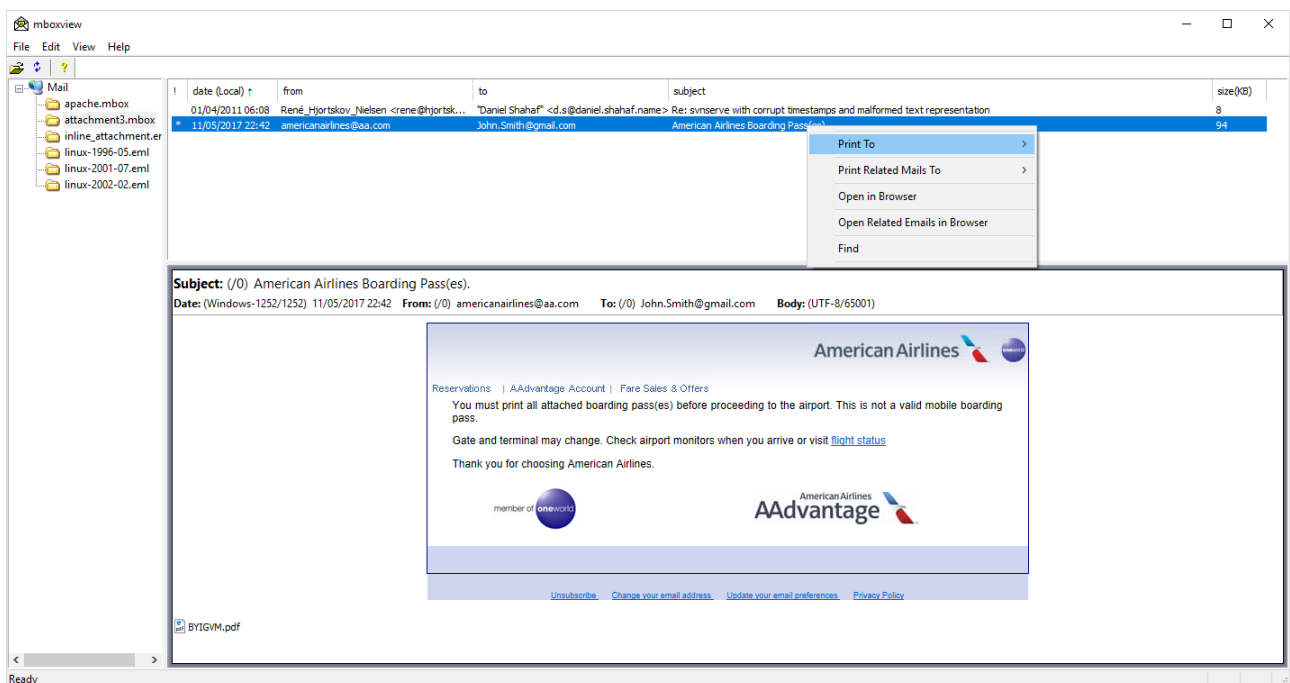 mboxview
File Edit View Help
Mail
apache.mbox
attachment3.mbox
inline_attachment.er
linux-1996-05.eml
linux-2001-07.eml
linux-2002-02.eml
! date (Local) ↑ from to subject size(KB)
01/04/2011 06:08 René_Hjortskov_Nielsen <rene@hjortsk... "Daniel Shahaf" <d.s@daniel.shahaf.name> Re: svnserve with corrupt timestamps and malformed text representation 8
* 11/05/2017 22:42 americanairlines@aa.com John.Smith@gmail.com American Airlines Boarding Pass(es) 94
Print To >
Print Related Mails To >
Open in Browser
Open Related Emails in Browser
Find
Subject: (/0) American Airlines Boarding Pass(es).
Date: (Windows-1252/1252) 11/05/2017 22:42 From: (/0) americanairlines@aa.com To: (/0) John.Smith@gmail.com Body: (UTF-8/65001)
American Airlines oneworld
Reservations | AAdvantage Account | Fare Sales & Offers
You must print all attached boarding pass(es) before proceeding to the airport. This is not a valid mobile boarding
pass.
Gate and terminal may change. Check airport monitors when you arrive or visit flight status
Thank you for choosing American Airlines.
member of oneworld
American Airlines
AAdvantage
Unsubscribe Change your email address Update your email preferences Privacy Policy
BYIGVM.pdf
Ready